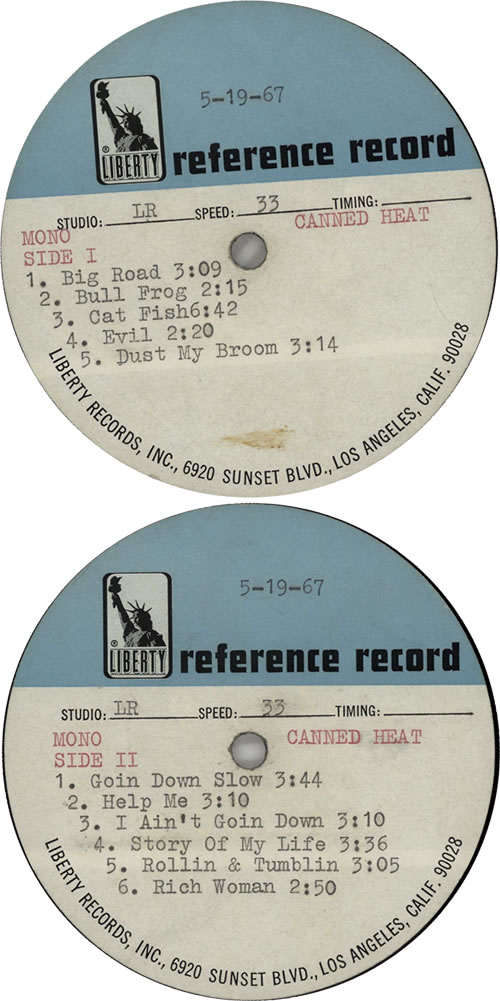 5-19-67
® LIBERTY reference record
STUDIO: LR SPEED: 33 TIMING:
MONO CANNED HEAT
SIDE I
1. Big Road 3:09
2. Bull Frog 2:15
3. Cat Fish6:42
4. Evil 2:20
5. Dust My Broom 3:14
LIBERTY RECORDS, INC., 6920 SUNSET BLVD., LOS ANGELES, CALIF. 90028
5-19-67
® LIBERTY reference record
STUDIO: LR SPEED: 33 TIMING:
MONO CANNED HEAT
SIDE II
1. Goin Down Slow 3:44
2. Help Me 3:10
3. I Ain't Goin Down 3:10
4. Story Of My Life 3:36
5. Rollin & Tumblin 3:05
6. Rich Woman 2:50
LIBERTY RECORDS, INC., 6920 SUNSET BLVD., LOS ANGELES, CALIF. 90028